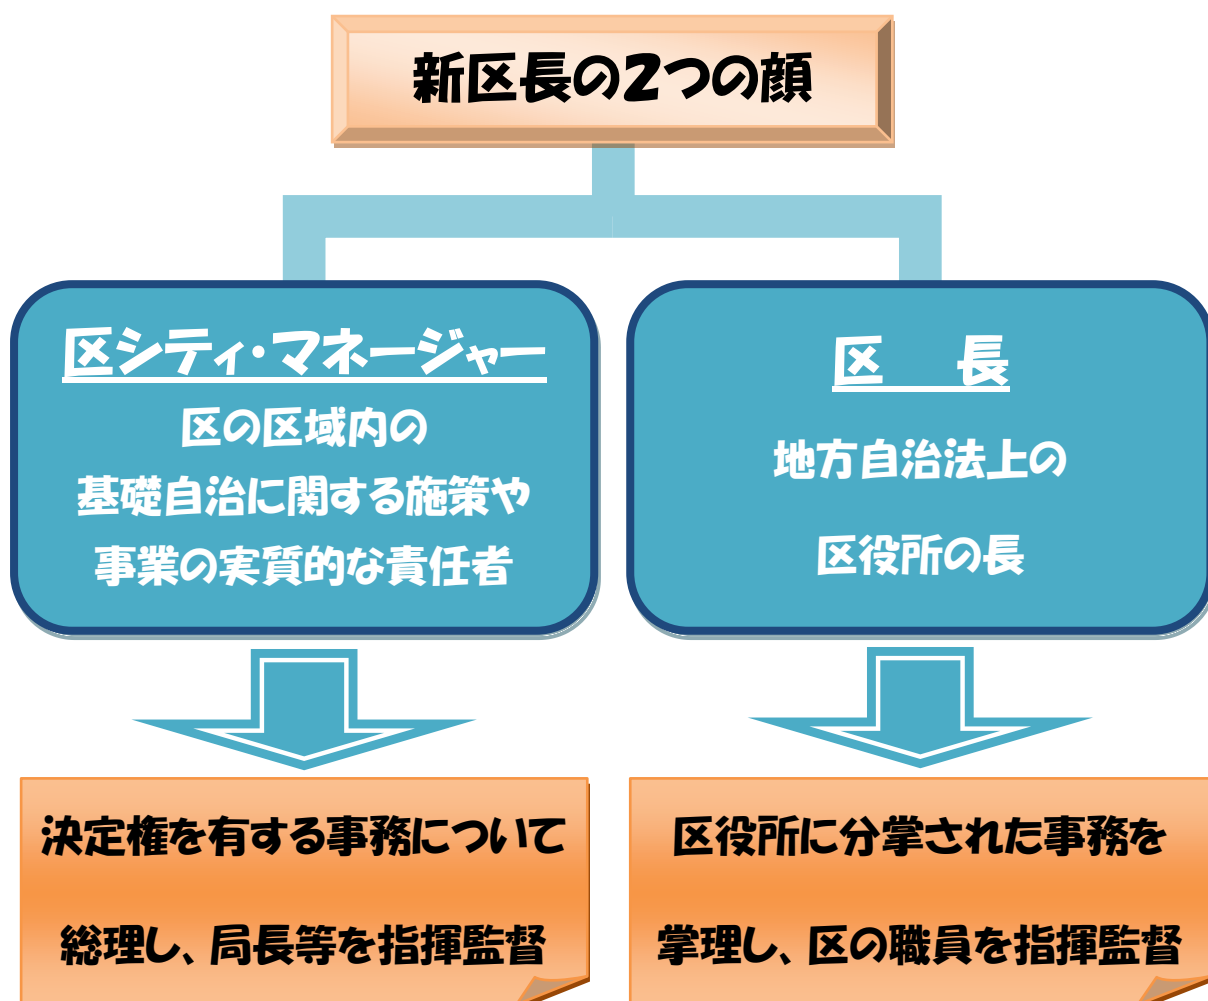 新区長の2つの顔
区シティ・マネージャー
区の区域内の
基礎自治に関する施策や
事業の実質的な責任者
区　長
地方自治法上の
区役所の長
決定権を有する事務について
総理し、局長等を指揮監督
区役所に分掌された事務を
掌理し、区の職員を指揮監督